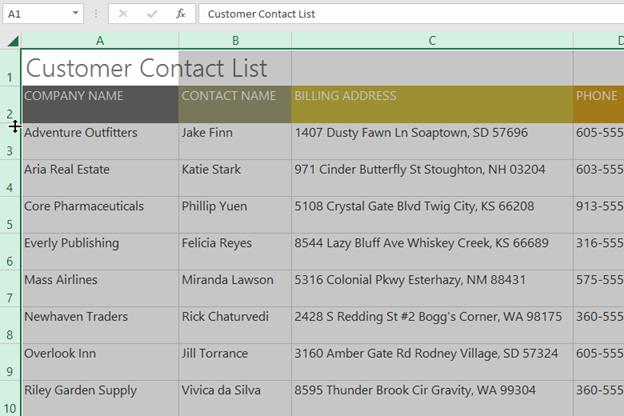 A1 fx Customer Contact List
A B C D
1 Customer Contact List
2 COMPANY NAME CONTACT NAME BILLING ADDRESS PHONE
3 Adventure Outfitters Jake Finn 1407 Dusty Fawn Ln Soaptown, SD 57696 605-555
4 Aria Real Estate Katie Stark 971 Cinder Butterfly St Stoughton, NH 03204 603-555
5 Core Pharmaceuticals Phillip Yuen 5108 Crystal Gate Blvd Twig City, KS 66208 913-555
6 Everly Publishing Felicia Reyes 8544 Lazy Bluff Ave Whiskey Creek, KS 66689 316-555
7 Mass Airlines Miranda Lawson 5316 Colonial Pkwy Esterhazy, NM 88431 575-555
8 Newhaven Traders Rick Chaturvedi 2428 S Redding St #2 Bogg's Corner, WA 98175 360-555
9 Overlook Inn Jill Torrance 3160 Amber Gate Rd Rodney Village, SD 57324 605-555
10 Riley Garden Supply Vivica da Silva 8595 Thunder Brook Cir Gravity, WA 99304 360-555